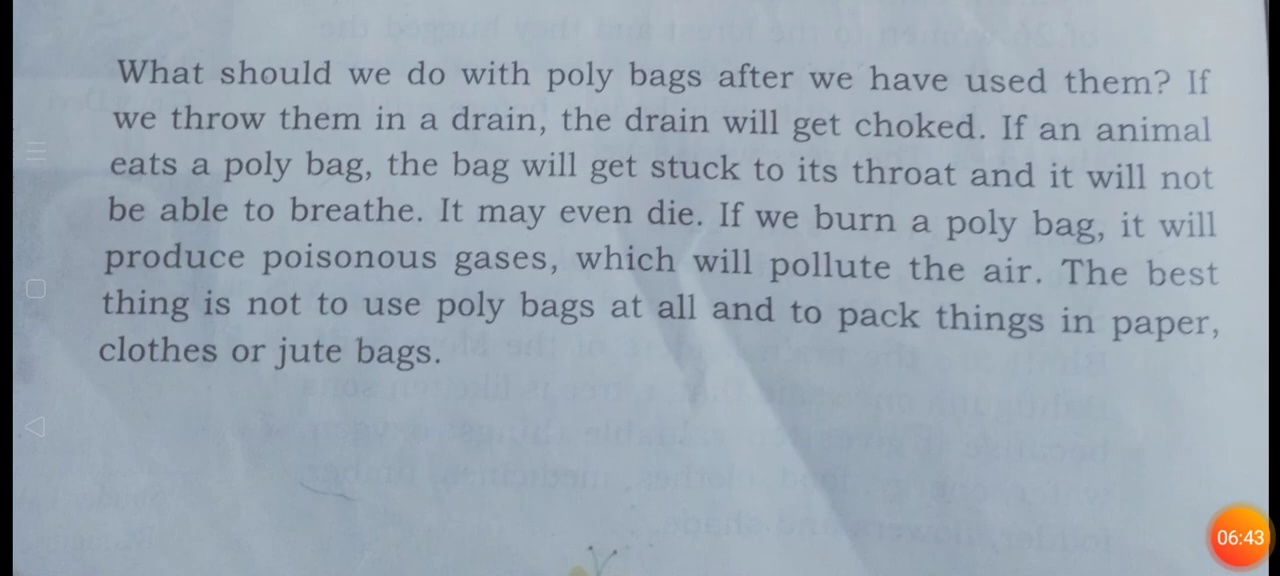 What should we do with poly bags after we have used them? If
we throw them in a drain, the drain will get choked. If an animal
eats a poly bag, the bag will get stuck to its throat and it will not
be able to breathe. It may even die. If we burn a poly bag, it will
produce poisonous gases, which will pollute the air. The best
thing is not to use poly bags at all and to pack things in paper,
clothes or jute bags.
06:43